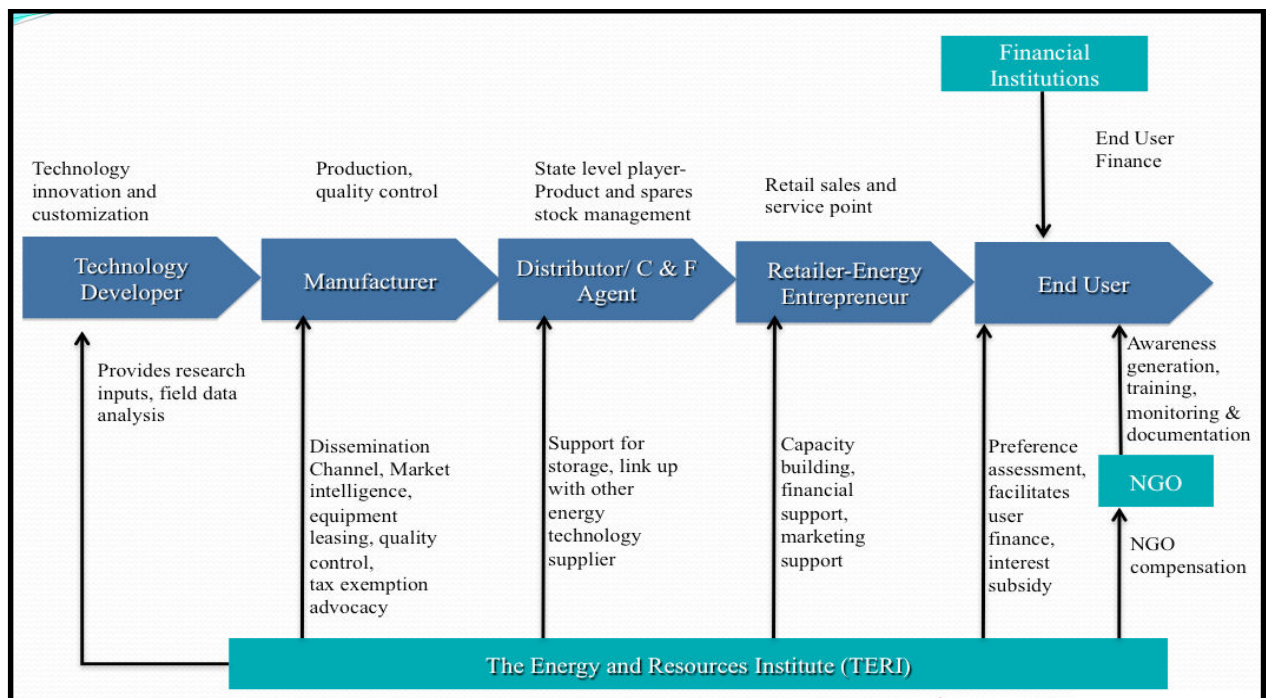 Financial
Institutions
End User
Finance
Technology
innovation and
customization
Production,
quality control
State level player-
Product and spares
stock management
Retail sales and
service point
Technology
Developer
Manufacturer
Distributor/ C & F
Agent
Retailer-Energy
Entrepreneur
End User
Provides research
inputs, field data
analysis
Dissemination
Channel, Market
intelligence,
equipment
leasing, quality
control,
tax exemption
advocacy
Support for
storage, link up
with other
energy
technology
supplier
Capacity
building,
financial
support,
marketing
support
Preference
assessment,
facilitates
user
finance,
interest
subsidy
Awareness
generation,
training,
monitoring &
documentation
NGO
NGO
compensation
The Energy and Resources Institute (TERI)